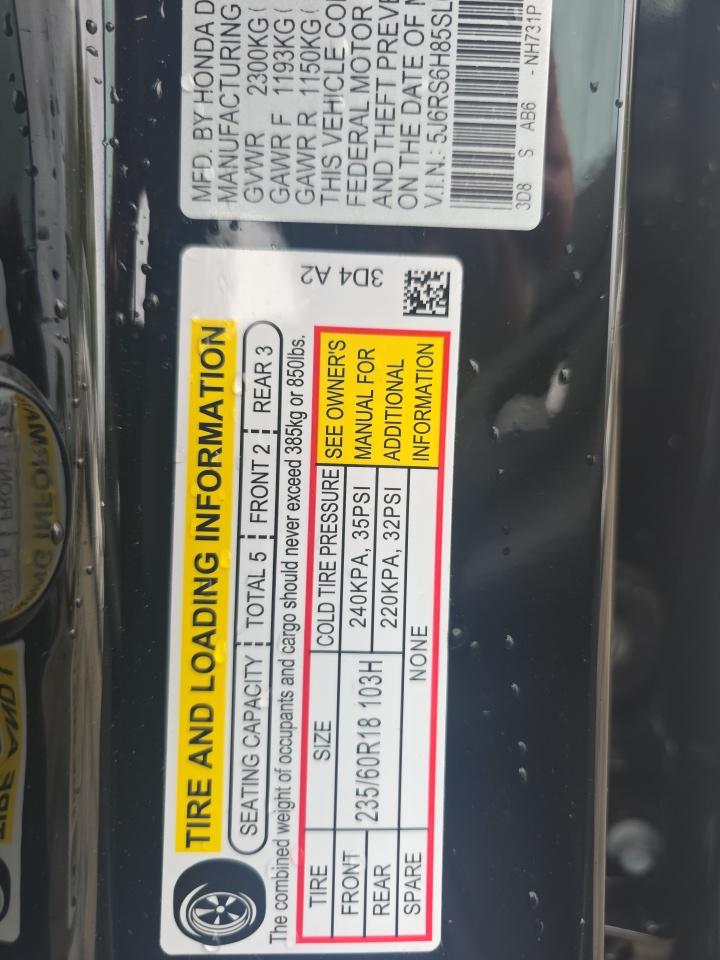 MFD. BY HONDA D
MANUFACTURING
GVWR 2300KG (
GAWR F 1193KG (
GAWR R 1150KG
THIS VEHICLE CO
FEDERAL MOTOR
AND THEFT PREVE
ON THE DATE OF M
V.I.N.: 5J6RS6H85SL
3D8 S AB6 -NH731P
TIRE AND LOADING INFORMATION
SEATING CAPACITY TOTAL 5 FRONT 2 REAR 3
The combined weight of occupants and cargo should never exceed 385kg or 850lbs.
TIRE SIZE COLD TIRE PRESSURE SEE OWNER'S
FRONT 235/60R18 103H 240KPA, 35PSI MANUAL FOR
REAR 220KPA, 32PSI ADDITIONAL
SPARE NONE INFORMATION
3D4 A2